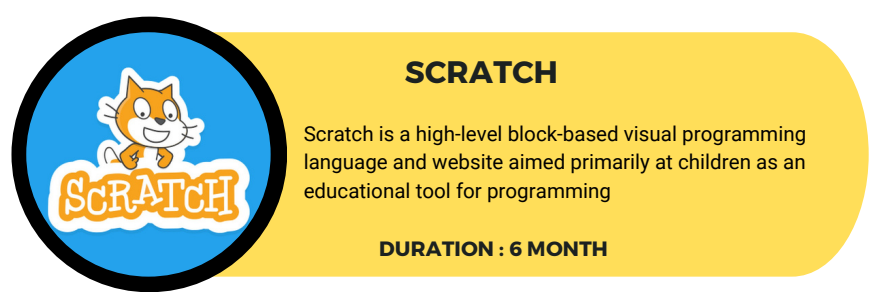 SCRATCH
SCRATCH
Scratch is a high-level block-based visual programming
language and website aimed primarily at children as an
educational tool for programming
DURATION : 6 MONTH